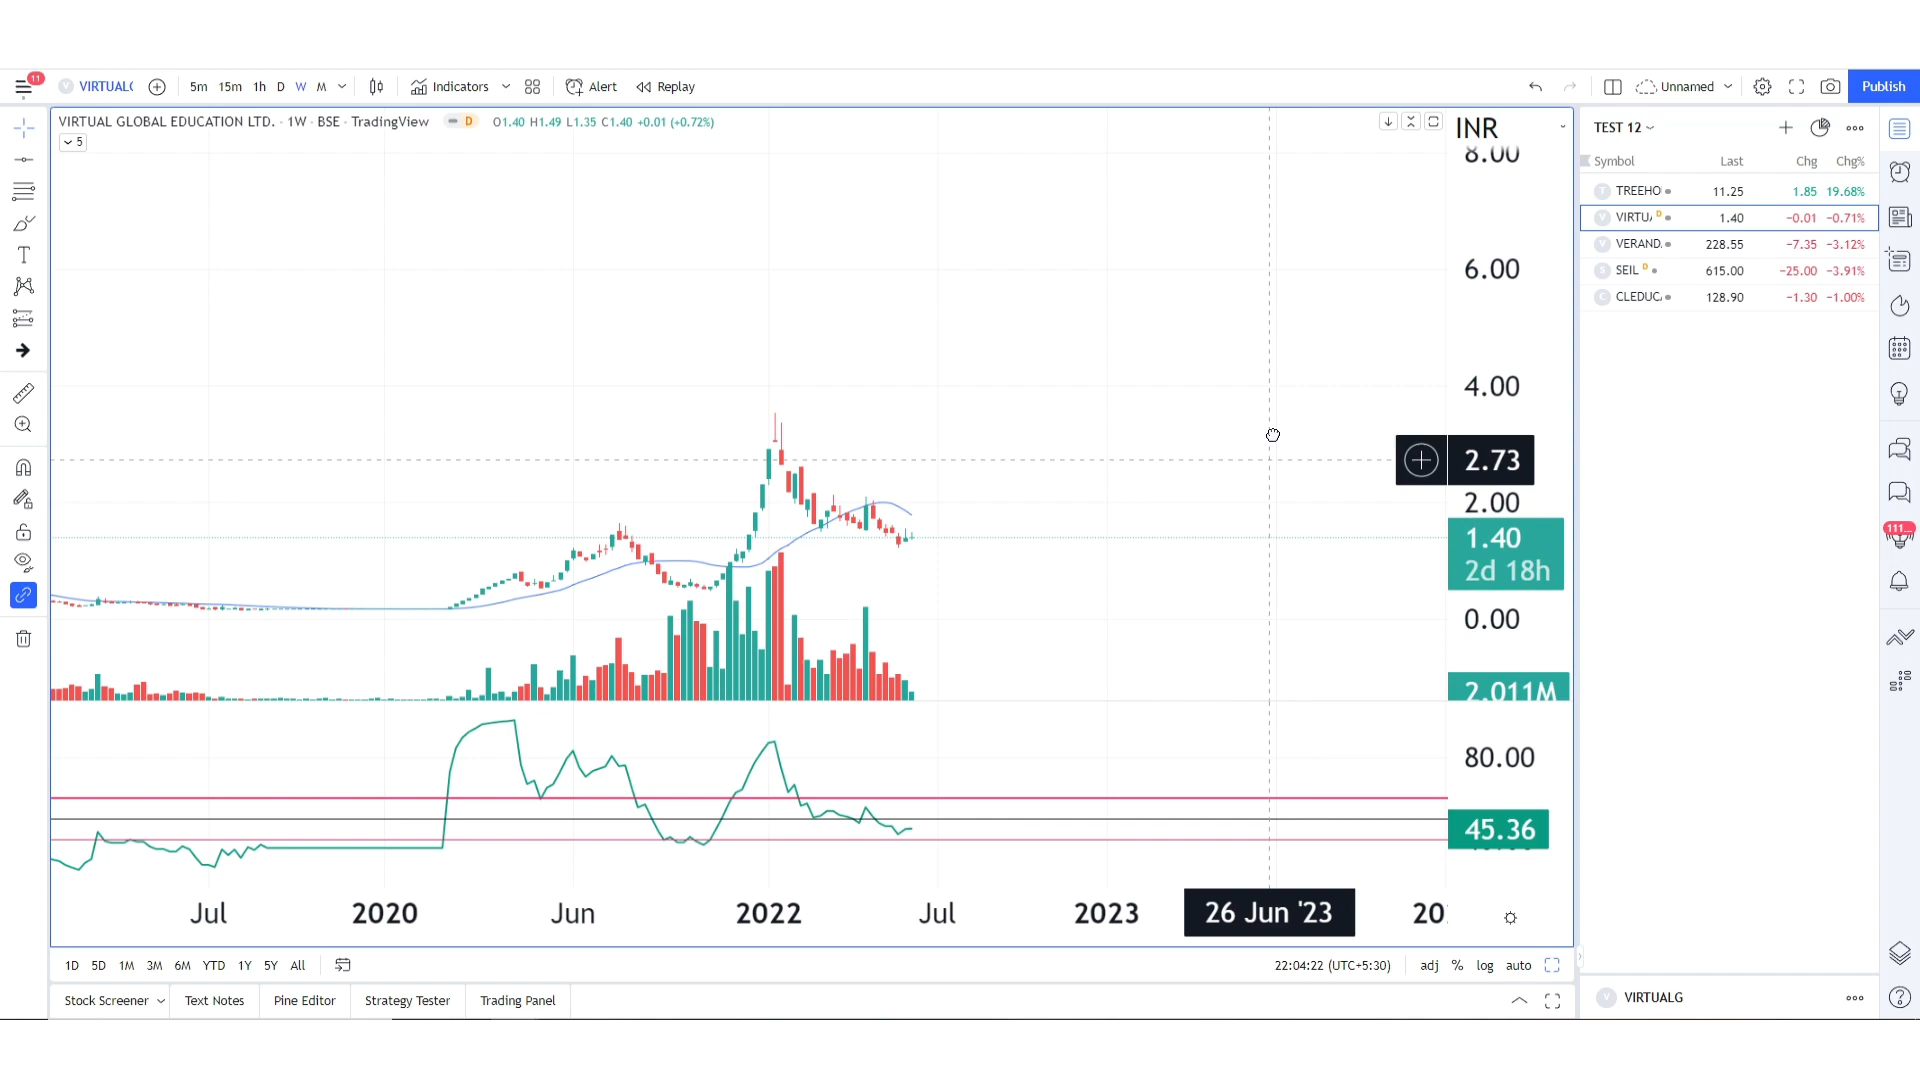 11
VIRTUALG
5m 15m 1h D W M
Indicators
Alert
Replay
Unnamed
Publish
VIRTUAL GLOBAL EDUCATION LTD. · 1W · BSE · TradingView D O1.40 H1.49 L1.35 C1.40 +0.01 (+0.72%)
5
INR
8.00
6.00
4.00
2.73
2.00
1.40
2d 18h
0.00
2.011M
80.00
45.36
Jul 2020 Jun 2022 Jul 2023 26 Jun '23 20
TEST 12
Symbol Last Chg Chg%
T TREEHO 11.25 1.85 19.68%
V VIRTU D 1.40 −0.01 −0.71%
V VERAND 228.55 −7.35 −3.12%
S SEIL D 615.00 −25.00 −3.91%
C CLEDUC 128.90 −1.30 −1.00%
111...
1D 5D 1M 3M 6M YTD 1Y 5Y All
22:04:22 (UTC+5:30) adj % log auto
Stock Screener Text Notes Pine Editor Strategy Tester Trading Panel
V VIRTUALG